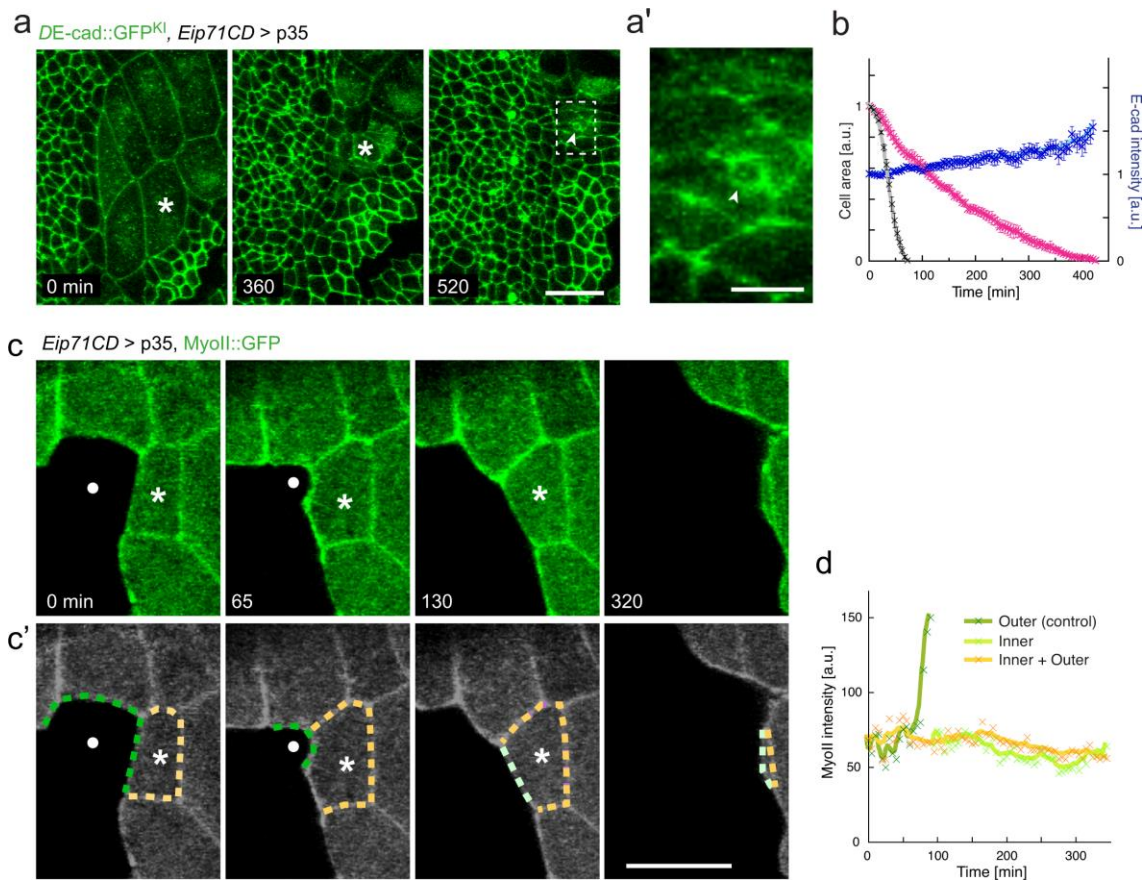 a
DE-cad::GFPKI, Eip71CD > p35
0 min
360
520
a'
b
Cell area [a.u.]
1
0
E-cad intensity [a.u.]
1
0
0
100
200
300
400
Time [min]
c
Eip71CD > p35, MyoII::GFP
0 min
65
130
320
c'
d
MyoII intensity [a.u.]
150
100
50
0
Outer (control)
Inner
Inner + Outer
0
100
200
300
Time [min]